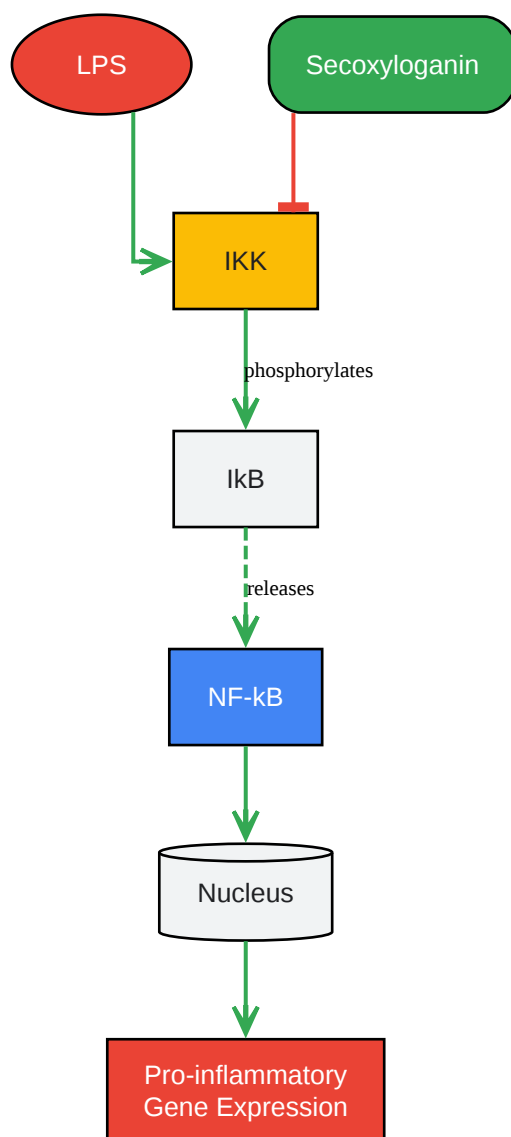 LPS
Secoxyloganin
IKK
phosphorylates
IkB
releases
NF-kB
Nucleus
Pro-inflammatory
Gene Expression